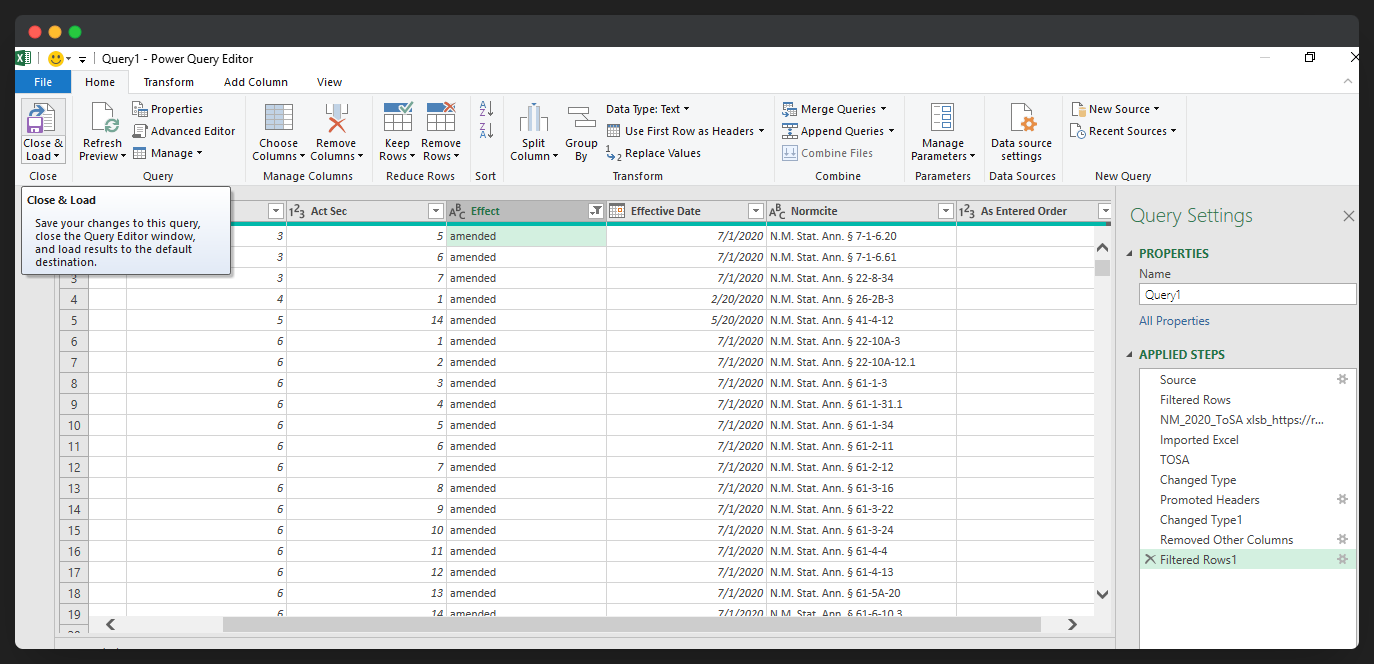 Query1 - Power Query Editor
File Home Transform Add Column View
Close & Load
Refresh Preview
Properties
Advanced Editor
Manage
Choose Columns
Remove Columns
Keep Rows
Remove Rows
Split Column
Group By
Data Type: Text
Use First Row as Headers
Replace Values
Merge Queries
Append Queries
Combine Files
Manage Parameters
Data source settings
New Source
Recent Sources
Close Query Manage Columns Reduce Rows Sort Transform Combine Parameters Data Sources New Query
Close & Load
Save your changes to this query,
close the Query Editor window,
and load results to the default
destination.
Act Sec Effect Effective Date Normcite As Entered Order
3 5 amended 7/1/2020 N.M. Stat. Ann. § 7-1-6.20
3 6 amended 7/1/2020 N.M. Stat. Ann. § 7-1-6.61
3 3 7 amended 7/1/2020 N.M. Stat. Ann. § 22-8-34
4 4 1 amended 2/20/2020 N.M. Stat. Ann. § 26-2B-3
5 5 14 amended 5/20/2020 N.M. Stat. Ann. § 41-4-12
6 6 1 amended 7/1/2020 N.M. Stat. Ann. § 22-10A-3
7 6 2 amended 7/1/2020 N.M. Stat. Ann. § 22-10A-12.1
8 6 3 amended 7/1/2020 N.M. Stat. Ann. § 61-1-3
9 6 4 amended 7/1/2020 N.M. Stat. Ann. § 61-1-31.1
10 6 5 amended 7/1/2020 N.M. Stat. Ann. § 61-1-34
11 6 6 amended 7/1/2020 N.M. Stat. Ann. § 61-2-11
12 6 7 amended 7/1/2020 N.M. Stat. Ann. § 61-2-12
13 6 8 amended 7/1/2020 N.M. Stat. Ann. § 61-3-16
14 6 9 amended 7/1/2020 N.M. Stat. Ann. § 61-3-22
15 6 10 amended 7/1/2020 N.M. Stat. Ann. § 61-3-24
16 6 11 amended 7/1/2020 N.M. Stat. Ann. § 61-4-4
17 6 12 amended 7/1/2020 N.M. Stat. Ann. § 61-4-13
18 6 13 amended 7/1/2020 N.M. Stat. Ann. § 61-5A-20
19 6 14 amended 7/1/2020 N.M. Stat. Ann. § 61-6-10.3
Query Settings
PROPERTIES
Name
Query1
All Properties
APPLIED STEPS
Source
Filtered Rows
NM_2020_ToSA xlsb_https://r...
Imported Excel
TOSA
Changed Type
Promoted Headers
Changed Type1
Removed Other Columns
Filtered Rows1